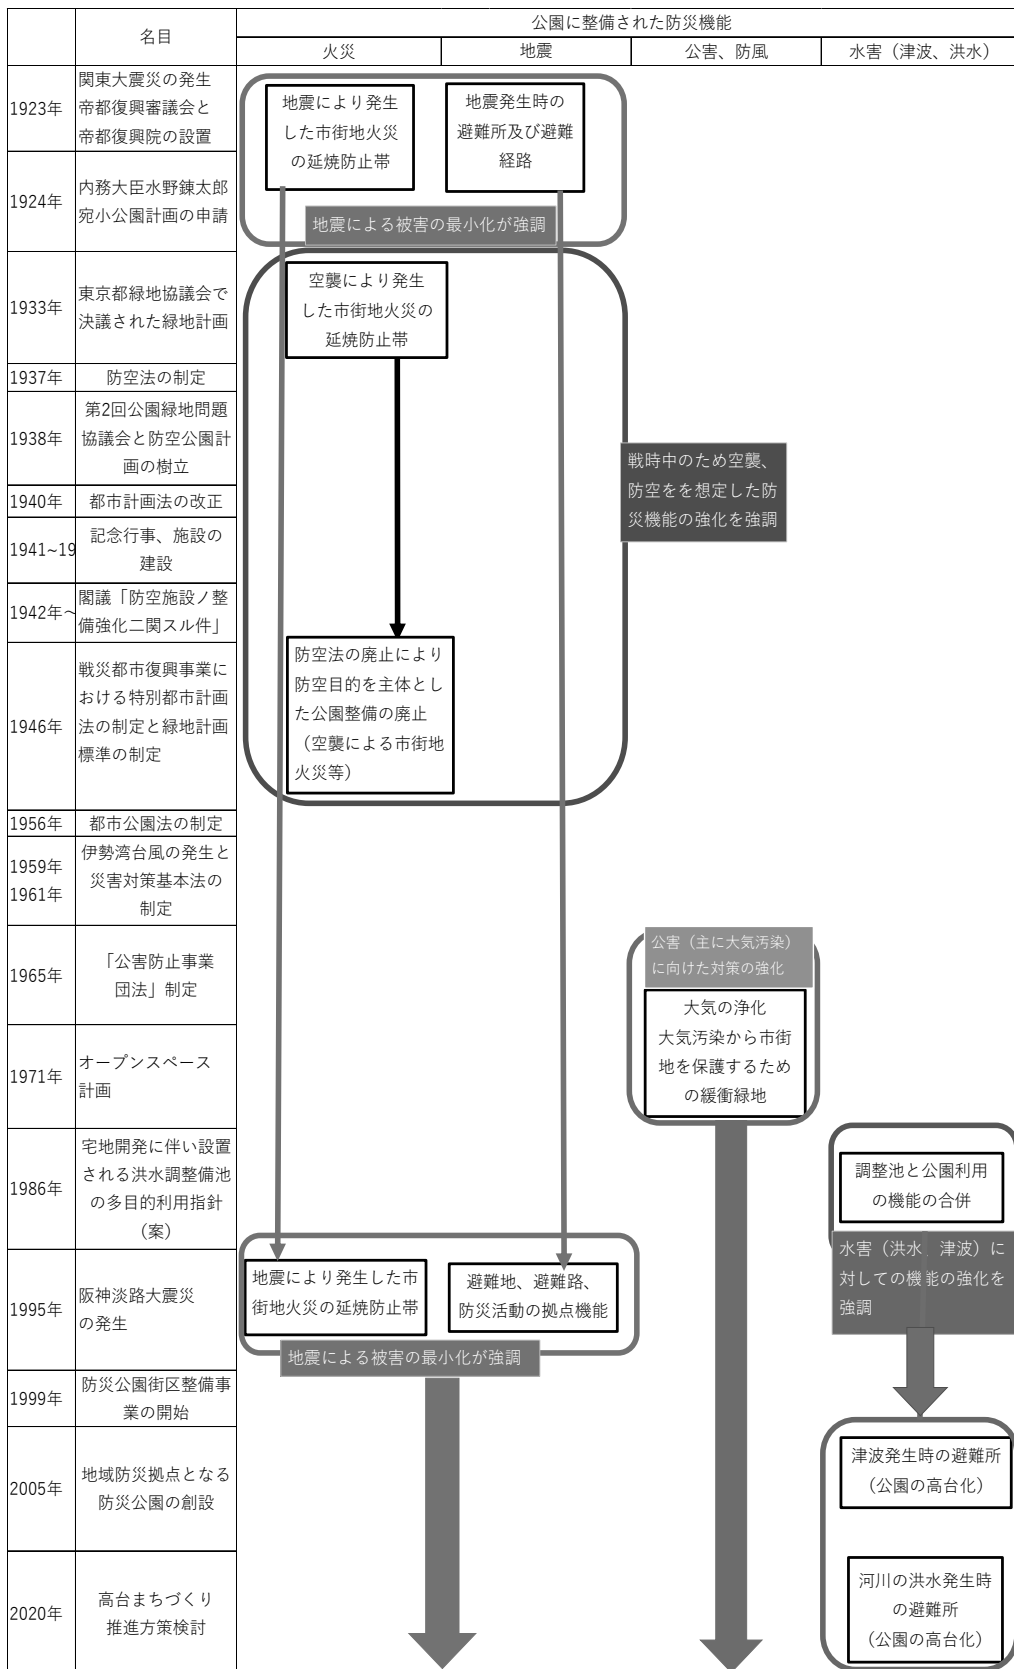 名目
公園に整備された防災機能
火災
地震
公害、防風
水害（津波、洪水）
1923年
関東大震災の発生
帝都復興審議会と
帝都復興院の設置
地震により発生
した市街地火災
の延焼防止帯
地震発生時の
避難所及び避難
経路
1924年
内務大臣水野錬太郎
宛小公園計画の申請
地震による被害の最小化が強調
1933年
東京都緑地協議会で
決議された緑地計画
空襲により発生
した市街地火災の
延焼防止帯
1937年
防空法の制定
1938年
第2回公園緑地問題
協議会と防空公園計
画の樹立
戦時中のため空襲、
防空をを想定した防
災機能の強化を強調
1940年
都市計画法の改正
1941~19
記念行事、施設の
建設
1942年～
閣議「防空施設ノ整
備強化二関スル件」
1946年
戦災都市復興事業に
おける特別都市計画
法の制定と緑地計画
標準の制定
防空法の廃止により
防空目的を主体とし
た公園整備の廃止
（空襲による市街地
火災等）
1956年
都市公園法の制定
1959年
1961年
伊勢湾台風の発生と
災害対策基本法の
制定
1965年
「公害防止事業
団法」制定
公害（主に大気汚染）
に向けた対策の強化
大気の浄化
大気汚染から市街
地を保護するため
の緩衝緑地
1971年
オープンスペース
計画
1986年
宅地開発に伴い設置
される洪水調整備池
の多目的利用指針
（案）
調整池と公園利用
の機能の合併
水害（洪水　津波）に
対しての機能の強化を
強調
1995年
阪神淡路大震災
の発生
地震により発生した市
街地火災の延焼防止帯
避難地、避難路、
防災活動の拠点機能
地震による被害の最小化が強調
1999年
防災公園街区整備事
業の開始
2005年
地域防災拠点となる
防災公園の創設
津波発生時の避難所
（公園の高台化）
2020年
高台まちづくり
推進方策検討
河川の洪水発生時
の避難所
（公園の高台化）